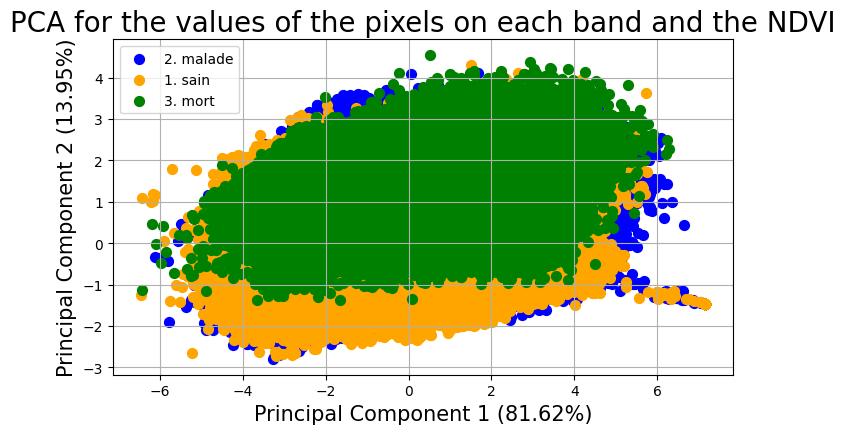 PCA for the values of the pixels on each band and the NDVI
2. malade
1. sain
3. mort
Principal Component 2 (13.95%)
4
3
2
1
0
−1
−2
−3
−6
−4
−2
0
2
4
6
Principal Component 1 (81.62%)